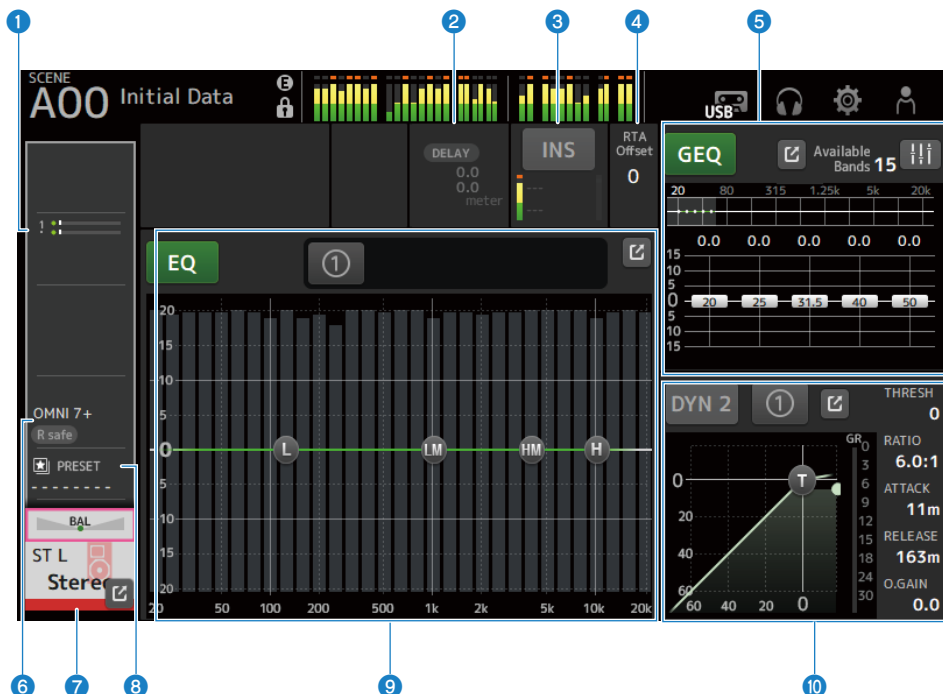 1 2 3 4 5
SCENE
A00 Initial Data E
USB
DELAY
0.0
0.0
meter
INS
---
---
RTA
Offset
0
GEQ
Available
Bands 15
20 80 315 1.25k 5k 20k
0.0 0.0 0.0 0.0 0.0
15
10
5
0 20 25 31.5 40 50
5
10
15
1
EQ 1
20
15
10
5
0 L LM HM H
5
10
15
20
20 50 100 200 500 1k 2k 5k 10k 20k
OMNI 7+
R safe
PRESET
--------
BAL
ST L
Stereo
DYN 2 1
THRESH
0
RATIO
6.0:1
ATTACK
11m
RELEASE
163m
O.GAIN
0.0
GR
0
3
6
9
12
15
18
24
30
T
0
20
40
60
60 40 20 0
6 7 8 9 10